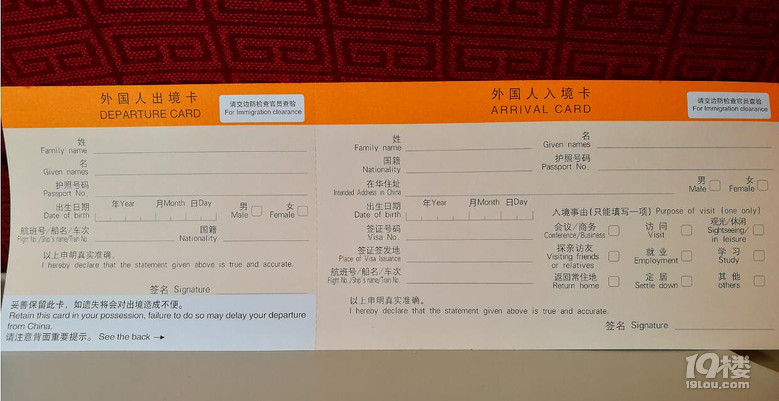 外国人出境卡
DEPARTURE CARD
请交边防检查官员查验
For Immigration clearance
姓
Family name
名
Given names
护照号码
Passport No.
出生日期
Date of birth
年Year 月Month 日Day
男
Male
女
Female
航班号/船名/车次
Flight No./Ship's name/Train No.
国籍
Nationality
以上申明真实准确。
I hereby declare that the statement given above is true and accurate.
签名 Signature
妥善保留此卡，如遗失将会对出境造成不便。
Retain this card in your possession, failure to do so may delay your departure
from China.
请注意背面重要提示。 See the back →
外国人入境卡
ARRIVAL CARD
请交边防检查官员查验
For Immigration clearance
姓
Family name
名
Given names
国籍
Nationality
护照号码
Passport No.
在华住址
Intended Address in China
男
Male
女
Female
出生日期
Date of birth
年Year 月Month 日Day
入境事由(只能填写一项) Purpose of visit (one only)
签证号码
Visa No.
签证签发地
Place of Visa Issuance
航班号/船名/车次
Flight No./Ship's name/Train No.
会议/商务
Conference/Business
访问
Visit
观光/休闲
Sightseeing/
in leisure
探亲访友
Visiting friends
or relatives
就业
Employment
学习
Study
返回常住地
Return home
定居
Settle down
其他
others
以上申明真实准确。
I hereby declare that the statement given above is true and accurate.
签名 Signature
19楼
19lou.com